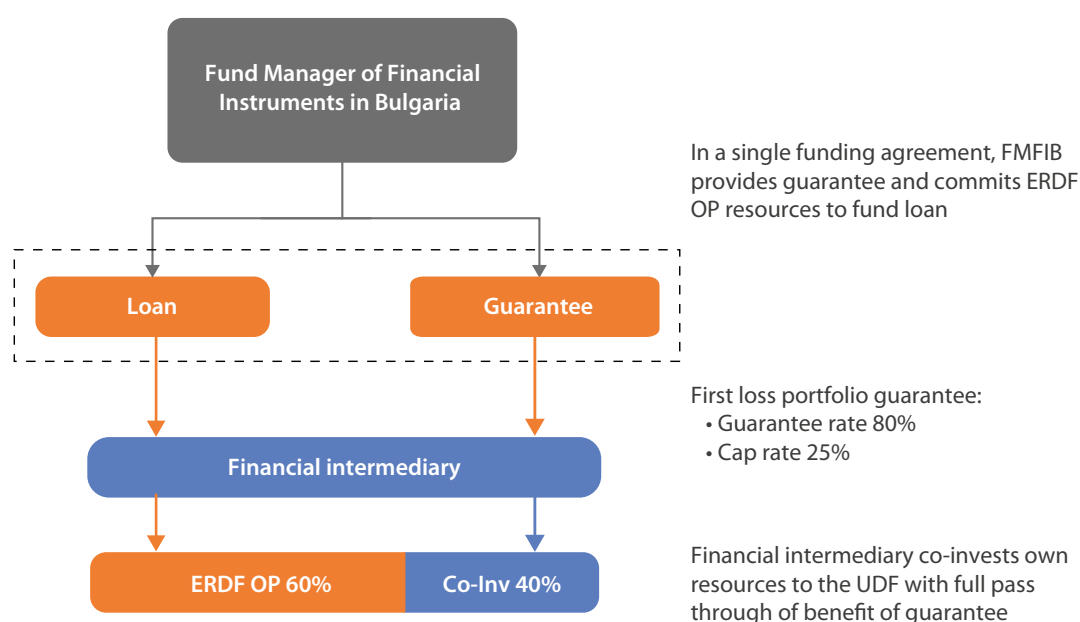 Fund Manager of Financial
Instruments in Bulgaria
In a single funding agreement, FMFIB
provides guarantee and commits ERDF
OP resources to fund loan
Loan
Guarantee
First loss portfolio guarantee:
• Guarantee rate 80%
• Cap rate 25%
Financial intermediary
ERDF OP 60%
Co-Inv 40%
Financial intermediary co-invests own
resources to the UDF with full pass
through of benefit of guarantee